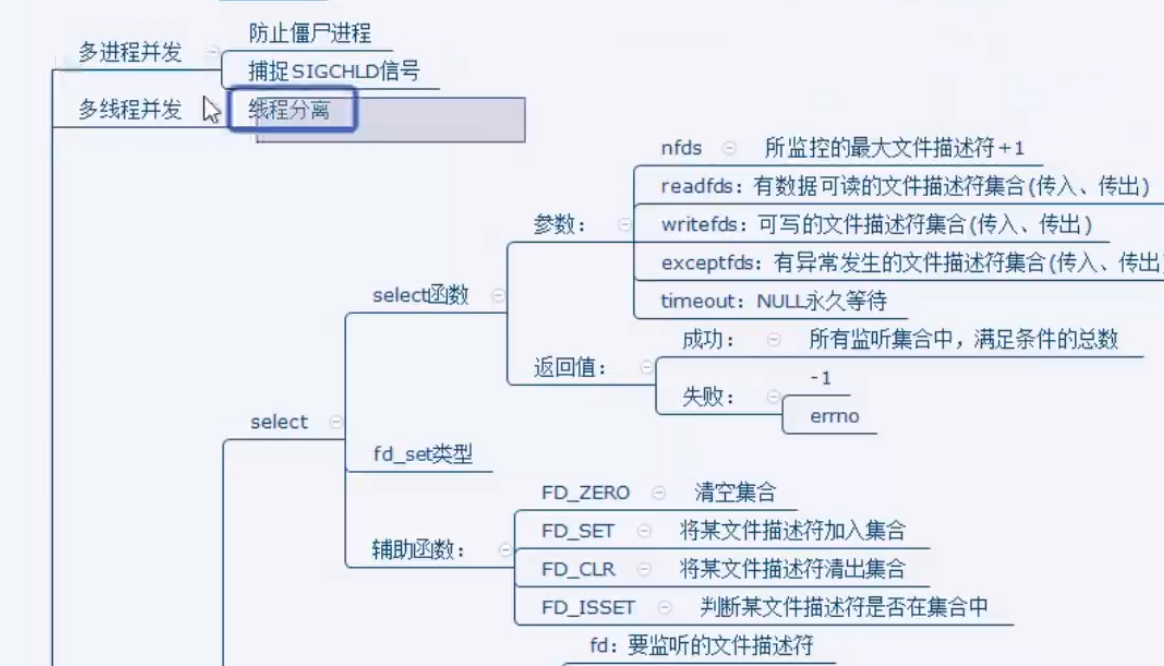 多进程并发
防止僵尸进程
捕捉SIGCHLD信号
多线程并发
线程分离
select
select函数
参数：
nfds
所监控的最大文件描述符+1
readfds：有数据可读的文件描述符集合(传入、传出)
writefds：可写的文件描述符集合(传入、传出)
exceptfds：有异常发生的文件描述符集合(传入、传出
timeout：NULL永久等待
返回值：
成功：
所有监听集合中，满足条件的总数
失败：
-1
errno
fd_set类型
辅助函数：
FD_ZERO
清空集合
FD_SET
将某文件描述符加入集合
FD_CLR
将某文件描述符清出集合
FD_ISSET
判断某文件描述符是否在集合中
fd：要监听的文件描述符